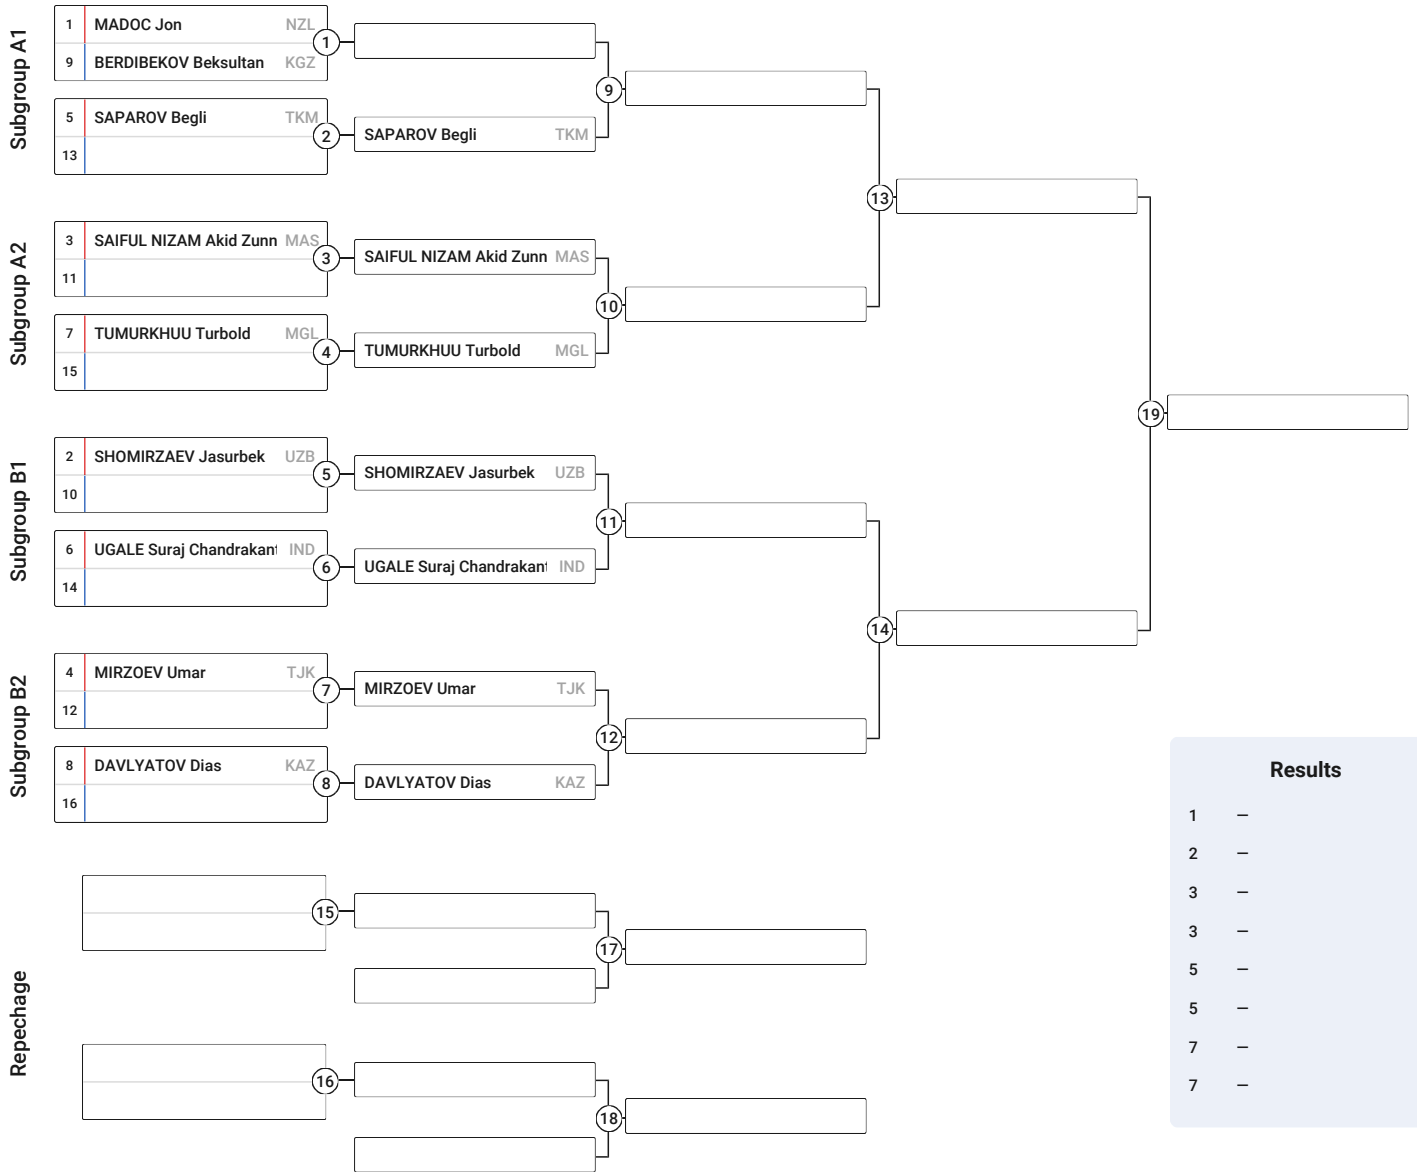 Subgroup A1
1 MADOC Jon NZL
9 BERDIBEKOV Beksultan KGZ
1
5 SAPAROV Begli TKM
13
2
SAPAROV Begli TKM
9
Subgroup A2
3 SAIFUL NIZAM Akid Zunn MAS
11
3
SAIFUL NIZAM Akid Zunn MAS
7 TUMURKHUU Turbold MGL
15
4
TUMURKHUU Turbold MGL
10
13
Subgroup B1
2 SHOMIRZAEV Jasurbek UZB
10
5
SHOMIRZAEV Jasurbek UZB
6 UGALE Suraj Chandrakant IND
14
6
UGALE Suraj Chandrakant IND
11
Subgroup B2
4 MIRZOEV Umar TJK
12
7
MIRZOEV Umar TJK
8 DAVLYATOV Dias KAZ
16
8
DAVLYATOV Dias KAZ
12
14
19
Repechage
15
17
16
18
Results
1 –
2 –
3 –
3 –
5 –
5 –
7 –
7 –